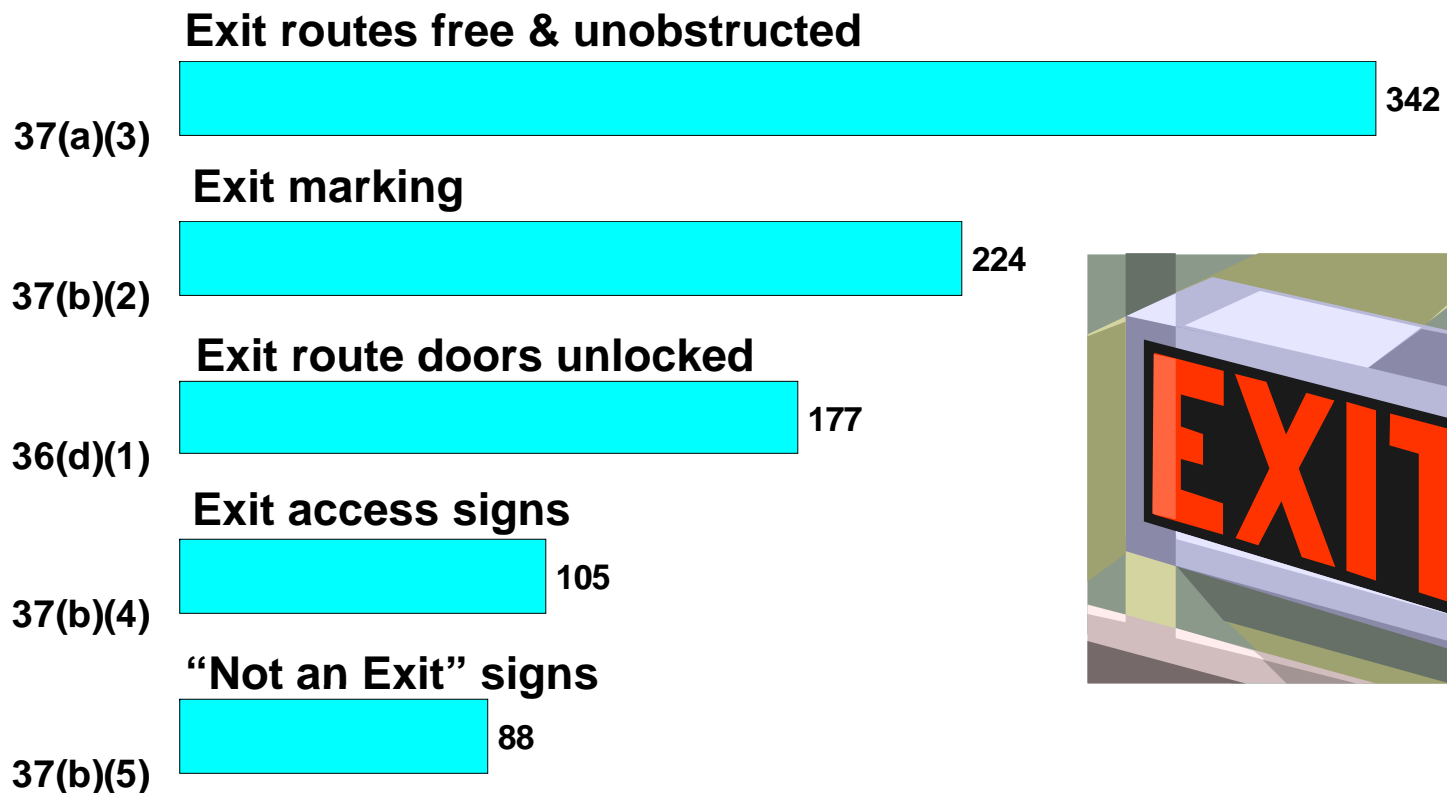 Exit routes free & unobstructed
342
37(a)(3)
Exit marking
224
37(b)(2)
Exit route doors unlocked
177
36(d)(1)
Exit access signs
105
37(b)(4)
“Not an Exit” signs
88
37(b)(5)
EXIT